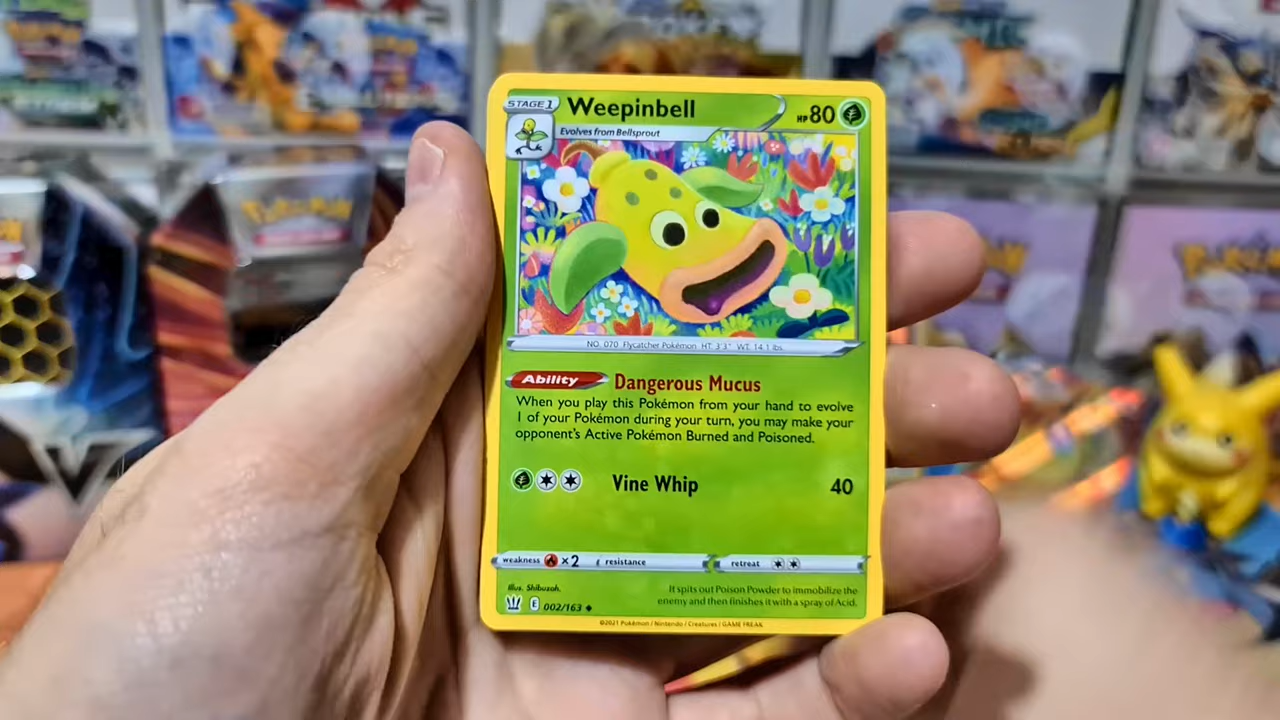 STAGE 1
Weepinbell
HP 80
Evolves from Bellsprout
NO. 070 Flycatcher Pokémon HT: 3'3" WT: 14.1 lbs.
Ability Dangerous Mucus
When you play this Pokémon from your hand to evolve
1 of your Pokémon during your turn, you may make your
opponent's Active Pokémon Burned and Poisoned.
Vine Whip 40
weakness ×2 resistance retreat
Illus. Shibuzoh.
It spits out Poison Powder to immobilize the
enemy and then finishes it with a spray of Acid.
E 002/163
©2021 Pokémon / Nintendo / Creatures / GAME FREAK
POKÉMON
POKÉMON